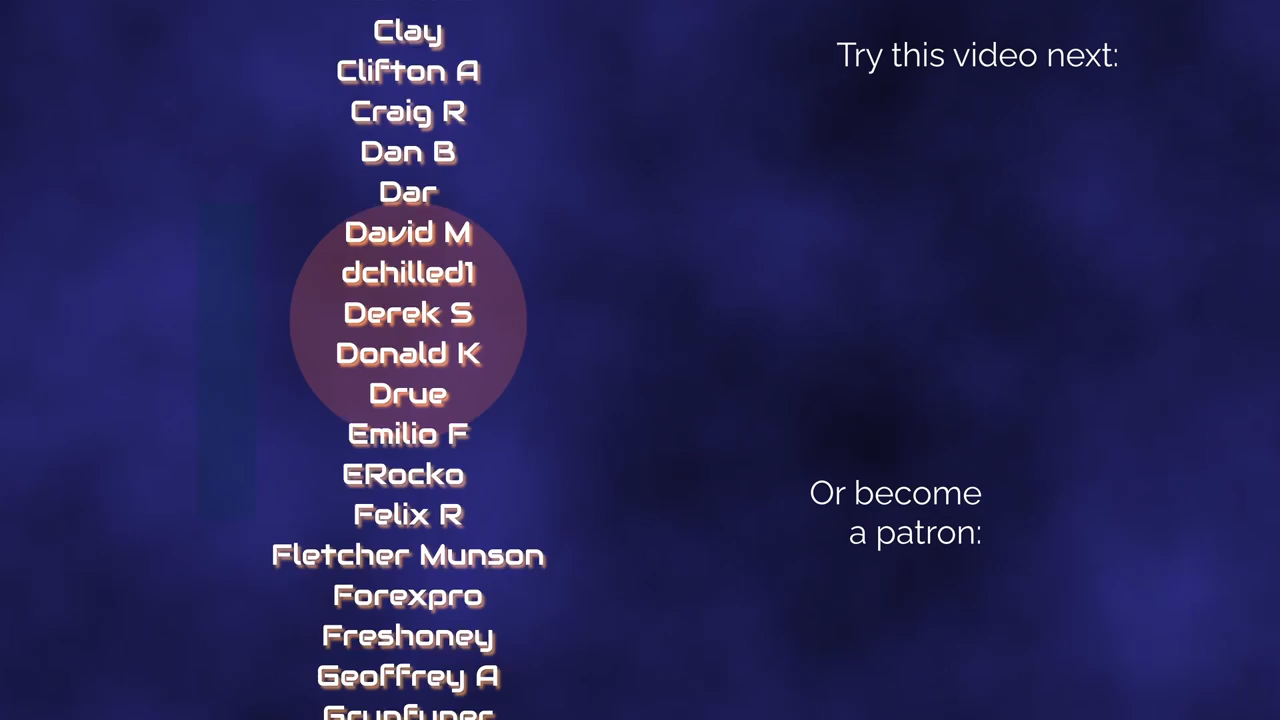 Clay
Clifton A
Craig R
Dan B
Dar
David M
dchilled1
Derek S
Donald K
Drue
Emilio F
ERocko
Felix R
Fletcher Munson
Forexpro
Freshoney
Geoffrey A
Try this video next:
Or become
a patron: